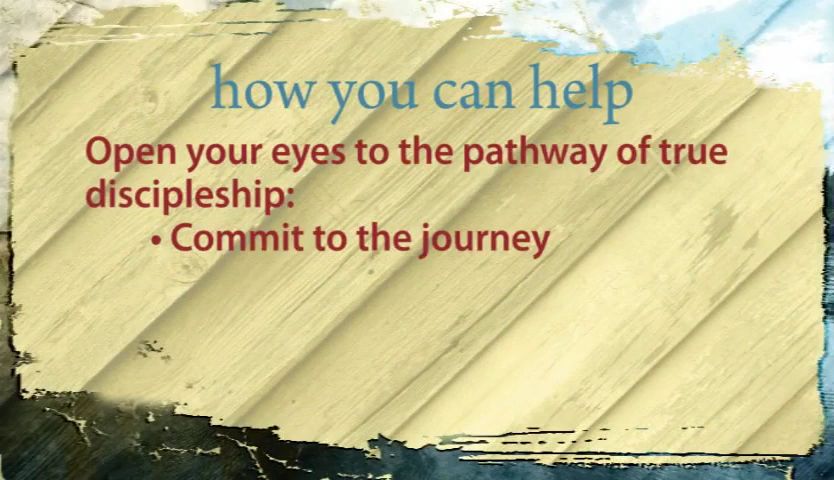 how you can help
Open your eyes to the pathway of true
discipleship:
• Commit to the journey